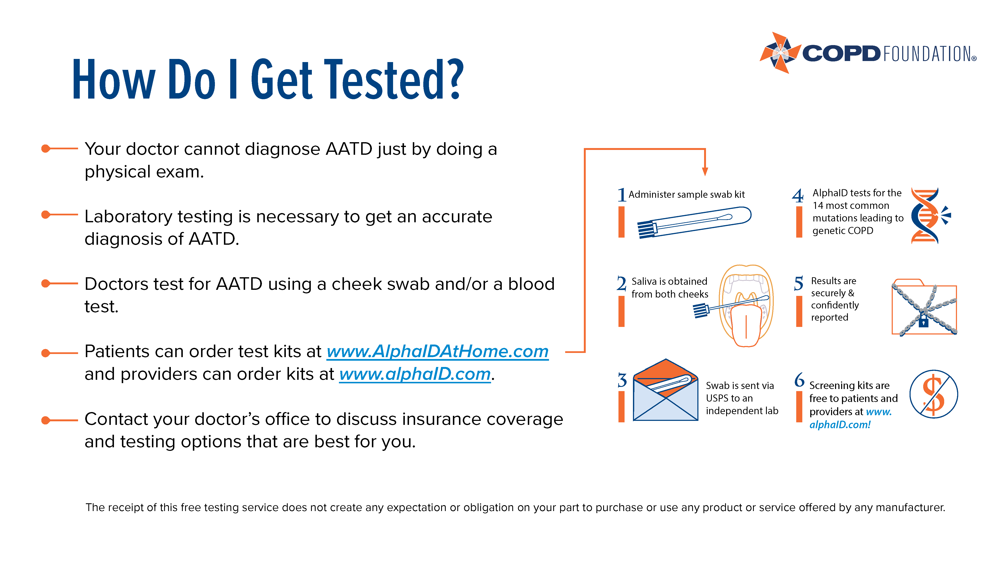 COPD FOUNDATION®
How Do I Get Tested?
Your doctor cannot diagnose AATD just by doing a
physical exam.
Laboratory testing is necessary to get an accurate
diagnosis of AATD.
Doctors test for AATD using a cheek swab and/or a blood
test.
Patients can order test kits at www.AlphaIDAtHome.com
and providers can order kits at www.alphaID.com.
Contact your doctor’s office to discuss insurance coverage
and testing options that are best for you.
1 Administer sample swab kit
2 Saliva is obtained
from both cheeks
3 Swab is sent via
USPS to an
independent lab
4 AlphaID tests for the
14 most common
mutations leading to
genetic COPD
5 Results are
securely &
confidently
reported
6 Screening kits are
free to patients and
providers at www.
alphaID.com!
$
The receipt of this free testing service does not create any expectation or obligation on your part to purchase or use any product or service offered by any manufacturer.